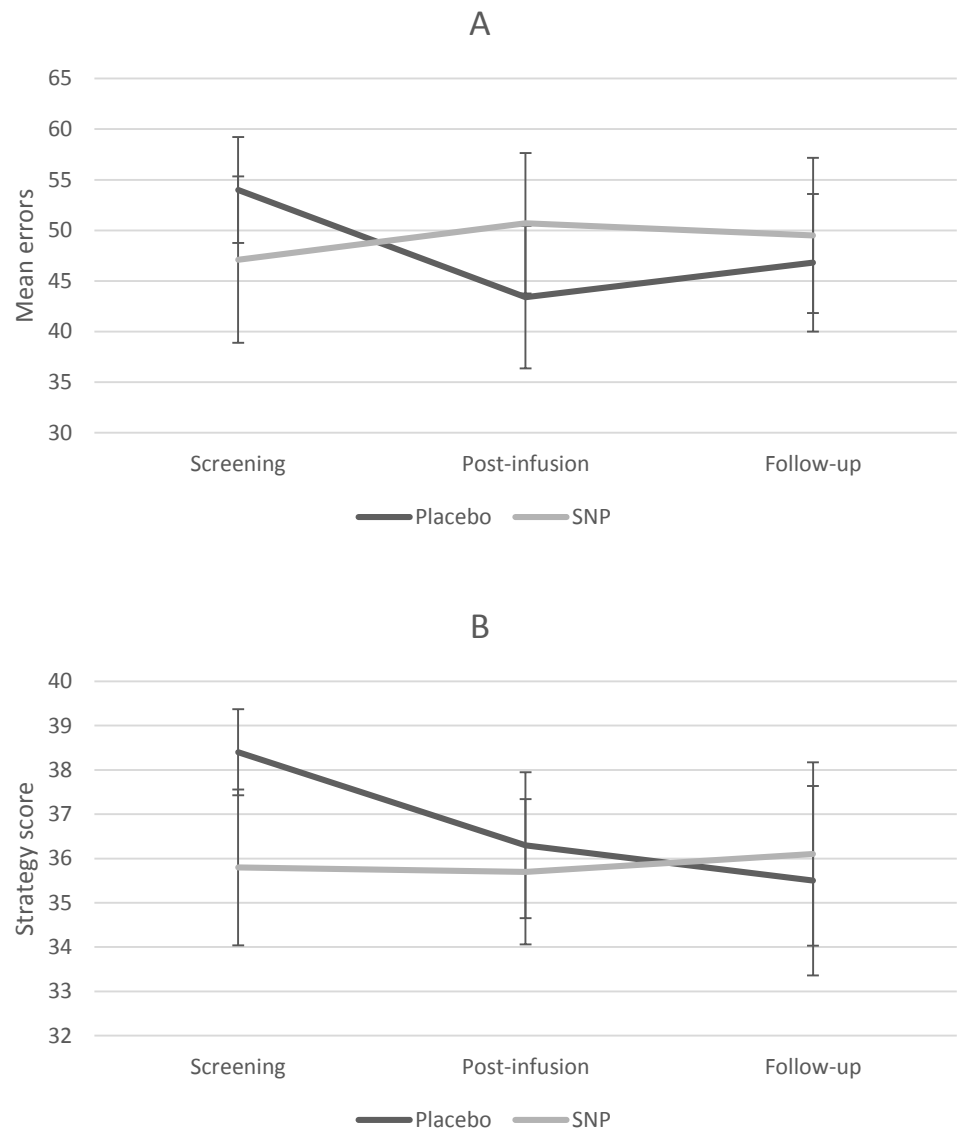 A
65
60
55
50
45
40
35
30
Mean errors
Screening Post-infusion Follow-up
Placebo SNP
B
40
39
38
37
36
35
34
33
32
Strategy score
Screening Post-infusion Follow-up
Placebo SNP